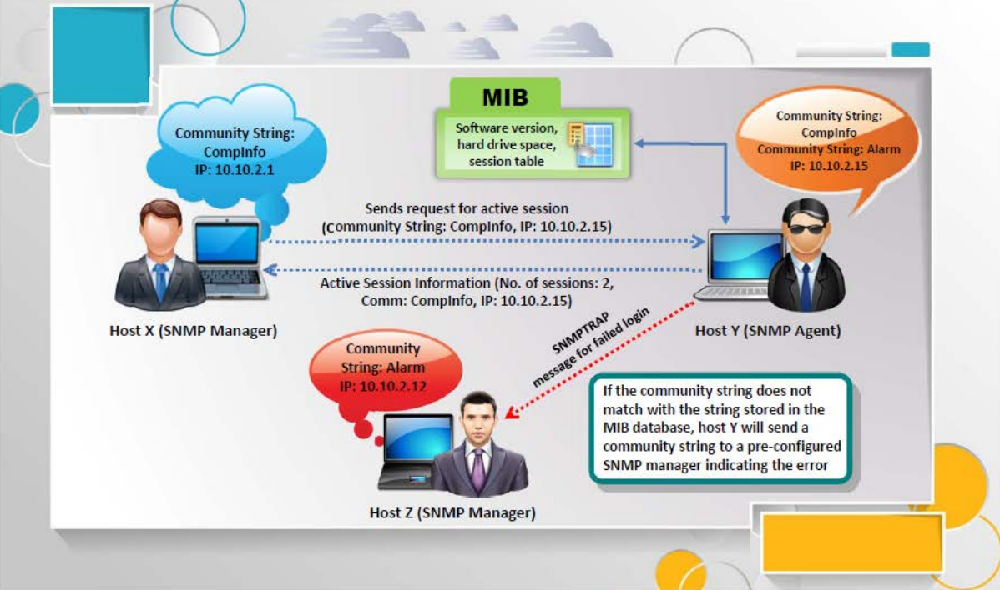 MIB
Software version,
hard drive space,
session table
Community String:
CompInfo
IP: 10.10.2.1
Community String:
CompInfo
Community String: Alarm
IP: 10.10.2.15
Sends request for active session
(Community String: CompInfo, IP: 10.10.2.15)
Active Session Information (No. of sessions: 2,
Comm: CompInfo, IP: 10.10.2.15)
Host X (SNMP Manager)
Host Y (SNMP Agent)
SNMPTRAP
message for failed login
Community
String: Alarm
IP: 10.10.2.12
If the community string does not
match with the string stored in the
MIB database, host Y will send a
community string to a pre-configured
SNMP manager indicating the error
Host Z (SNMP Manager)